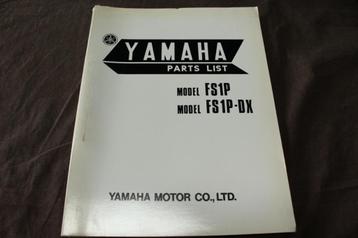 YAMAHA
PARTS LIST
MODEL FS1P
MODEL FS1P-DX
YAMAHA MOTOR CO., LTD.